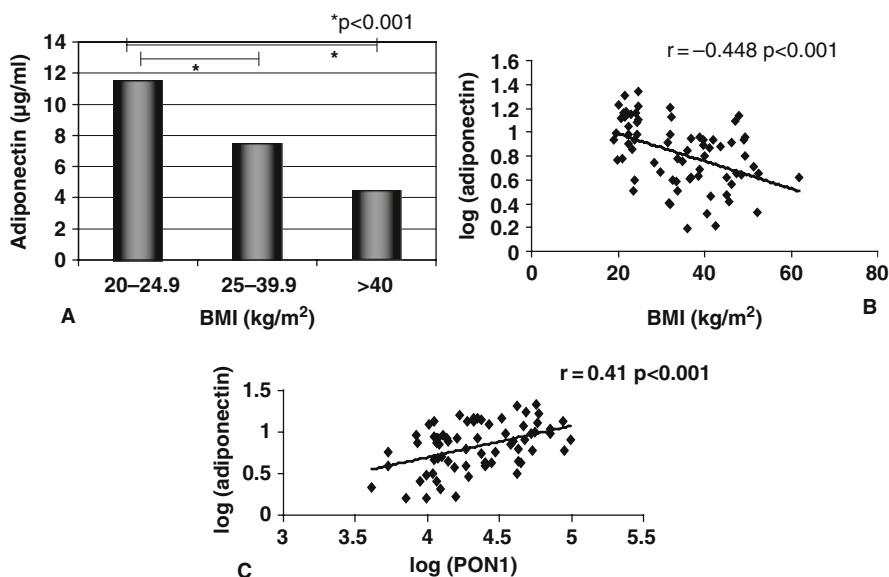 *p<0.001
14
12
10
8
6
4
2
0
Adiponectin (µg/ml)
*
*
20–24.9 25–39.9 >40
A
BMI (kg/m²)
r = –0.448 p<0.001
1.6
1.4
1.2
1
0.8
0.6
0.4
0.2
0
log (adiponectin)
0 20 40 60 80
BMI (kg/m²)
B
r = 0.41 p<0.001
1.5
1
0.5
0
log (adiponectin)
3 3.5 4 4.5 5 5.5
log (PON1)
C